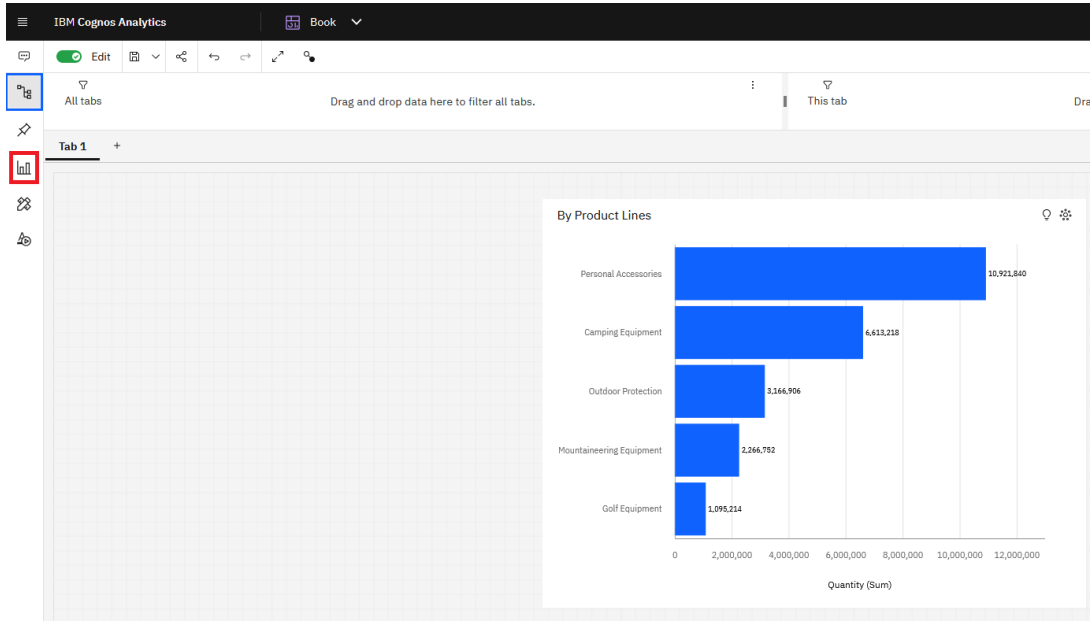 IBM Cognos Analytics
Book
Edit
All tabs
Drag and drop data here to filter all tabs.
This tab
Dra
Tab 1
+
By Product Lines
Personal Accessories
10,921,840
Camping Equipment
6,613,218
Outdoor Protection
3,166,906
Mountaineering Equipment
2,266,752
Golf Equipment
1,095,214
0 2,000,000 4,000,000 6,000,000 8,000,000 10,000,000 12,000,000
Quantity (Sum)